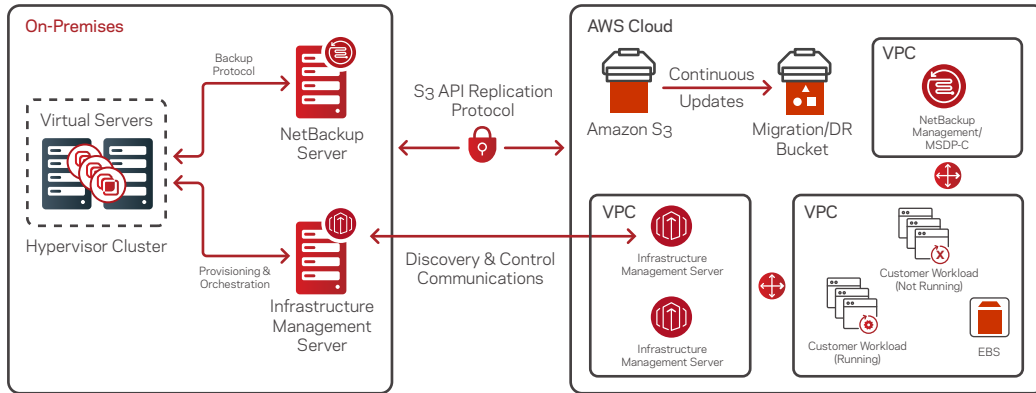 On-Premises
Backup
Protocol
NetBackup
Server
Virtual Servers
Hypervisor Cluster
Provisioning &
Orchestration
Infrastructure
Management
Server
S3 API Replication
Protocol
Discovery & Control
Communications
AWS Cloud
Amazon S3
Continuous
Updates
Migration/DR
Bucket
VPC
NetBackup
Management/
MSDP-C
VPC
Infrastructure
Management Server
Infrastructure
Management Server
VPC
Customer Workload
(Not Running)
X
Customer Workload
(Running)
EBS